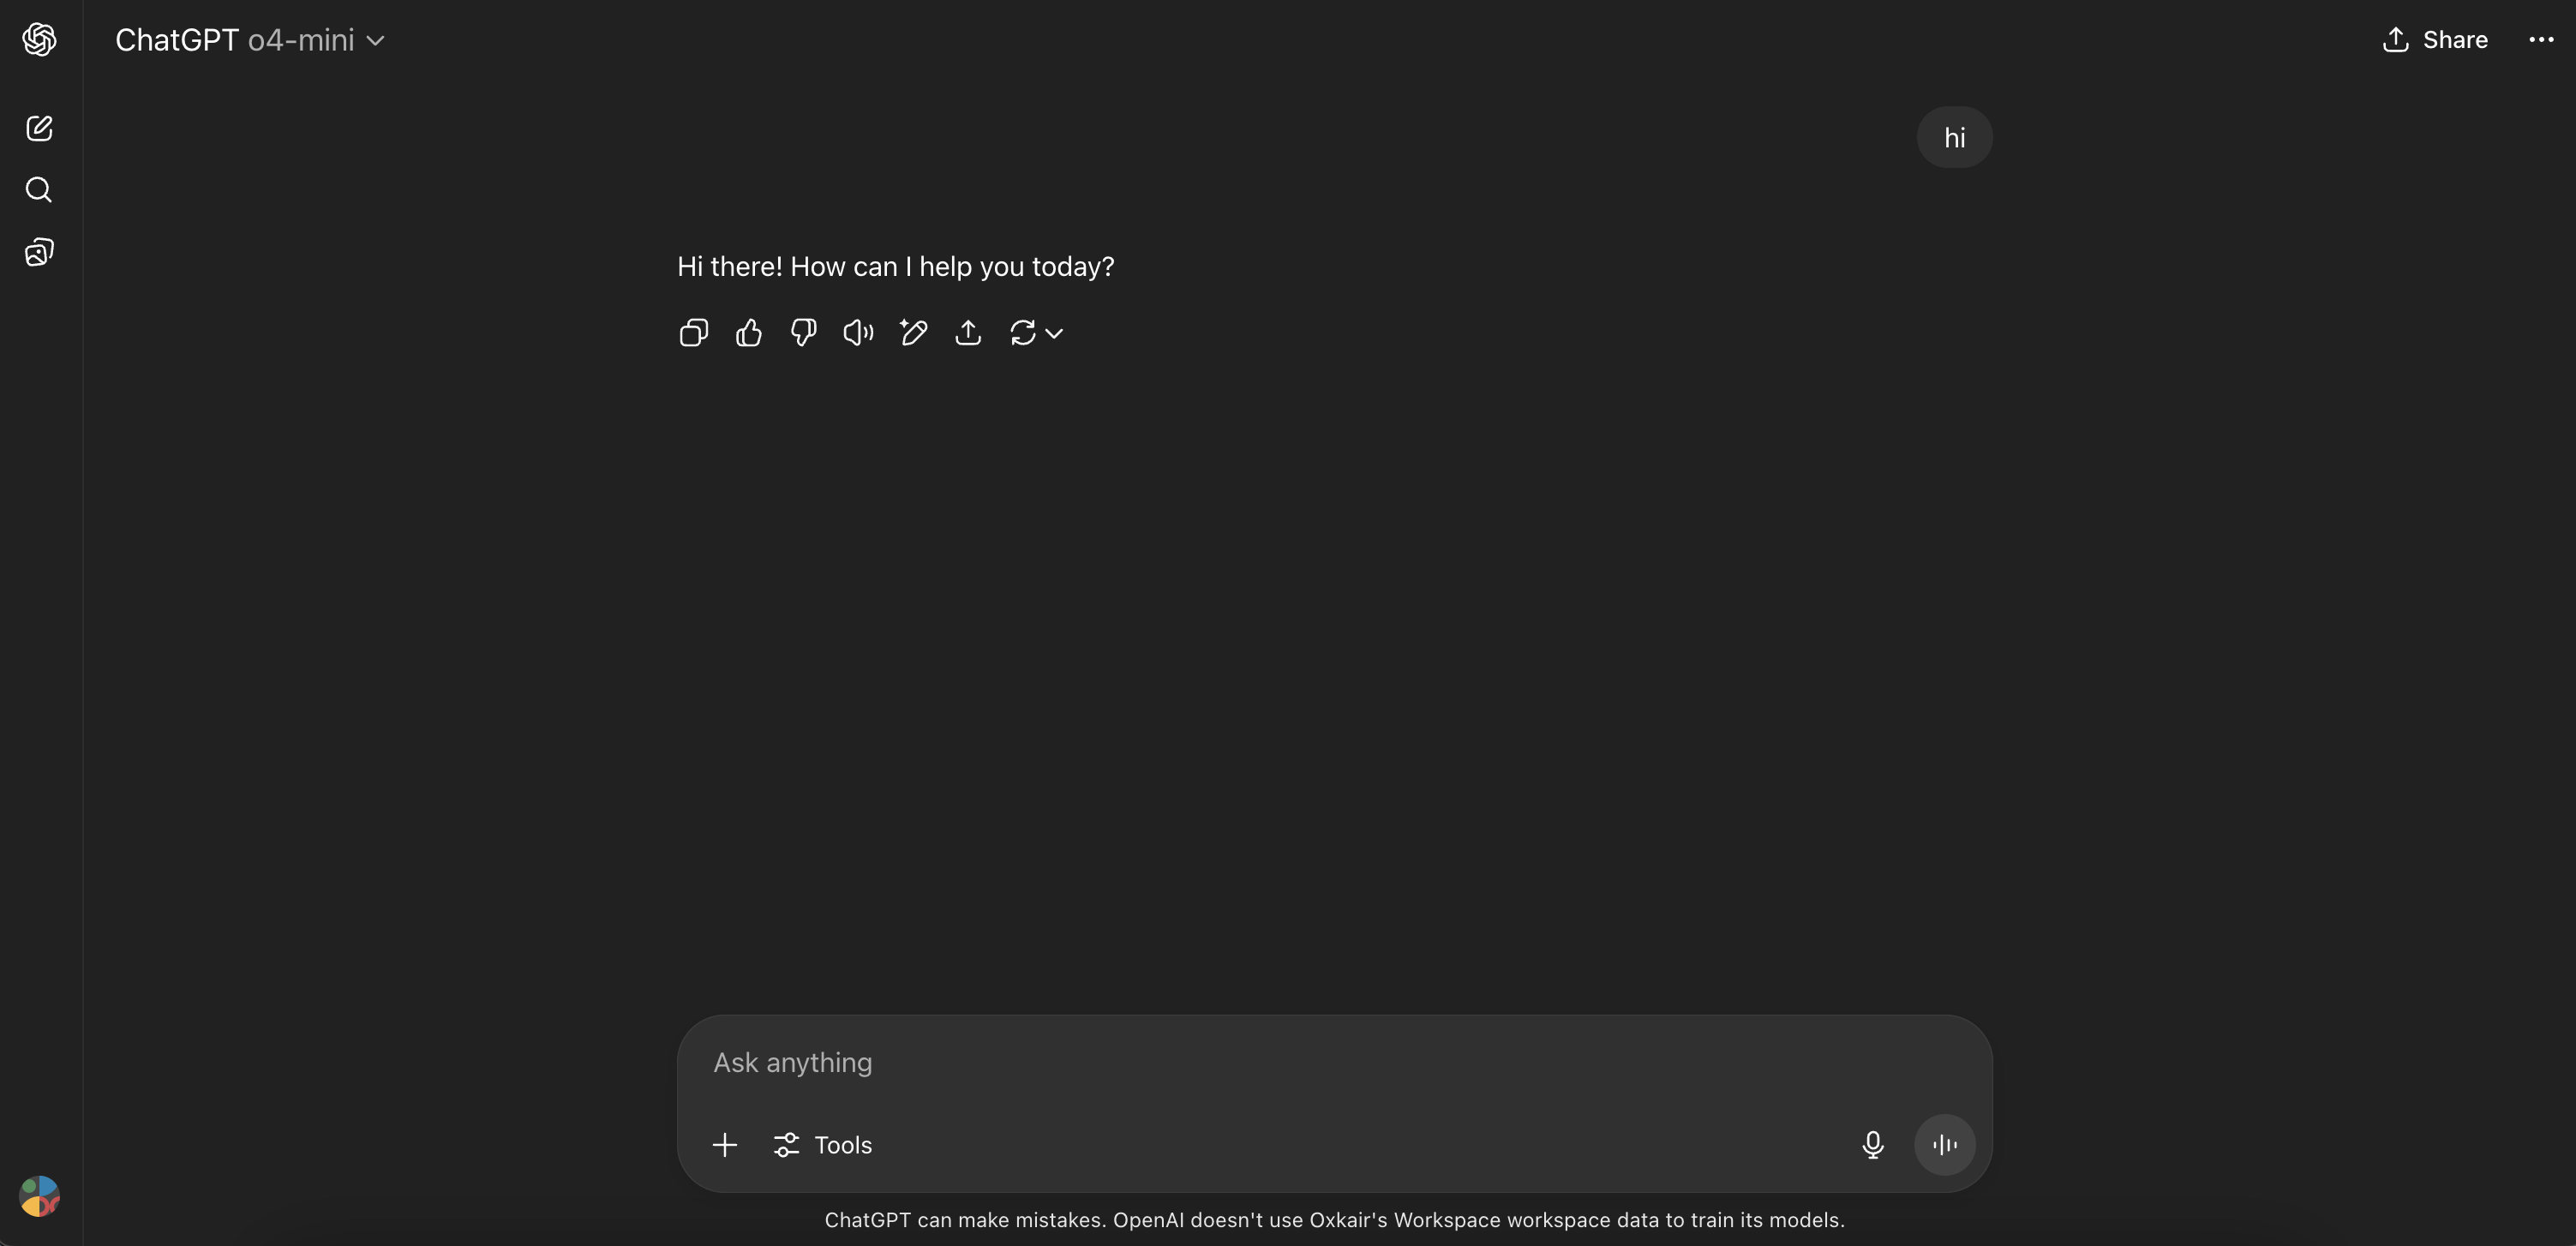 ChatGPT o4-mini
Share
hi
Hi there! How can I help you today?
Ask anything
Tools
ChatGPT can make mistakes. OpenAI doesn't use Oxkair's Workspace workspace data to train its models.